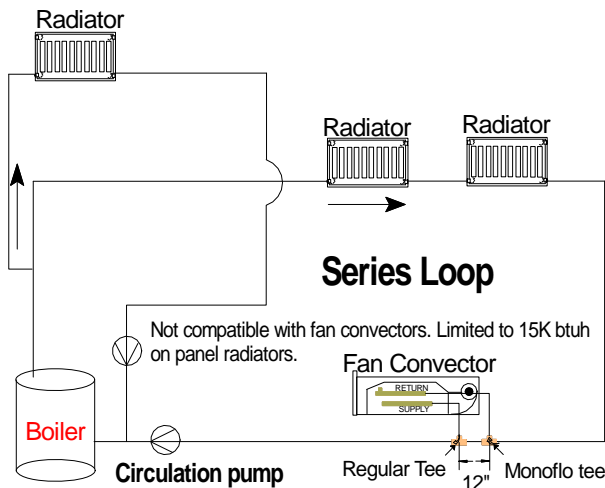 Radiator
Radiator
Radiator
Series Loop
Not compatible with fan convectors. Limited to 15K btuh
on panel radiators.
Fan Convector
RETURN
SUPPLY
Boiler
Circulation pump
Regular Tee
12"
Monoflo tee